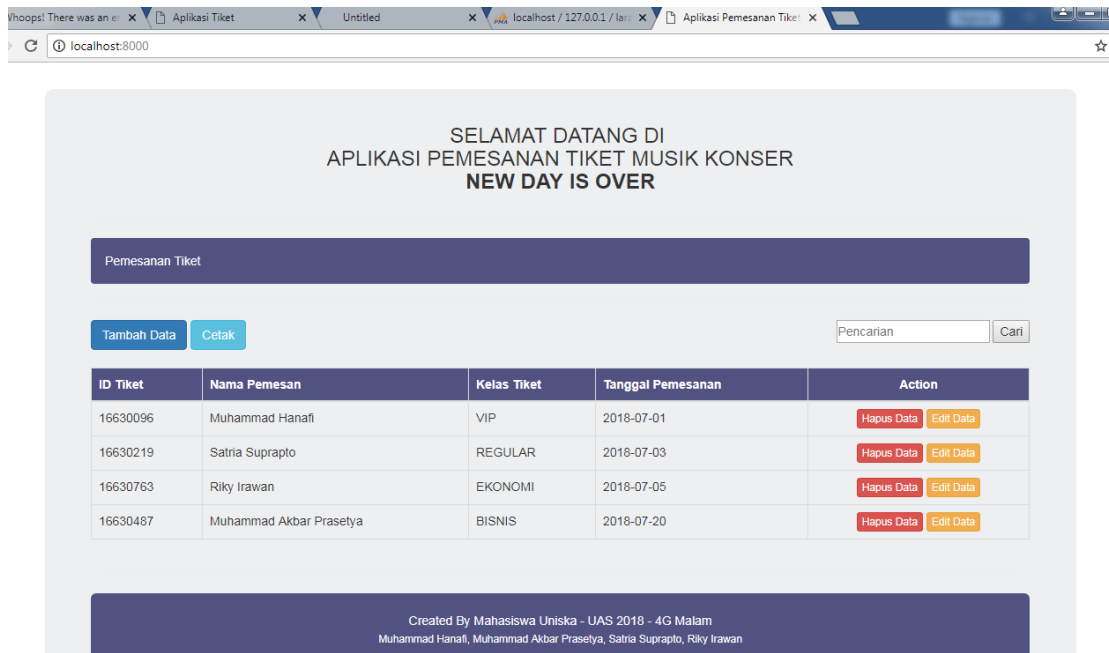 Whoops! There was an er
Aplikasi Tiket
Untitled
localhost / 127.0.0.1 / lara
Aplikasi Pemesanan Tiket
localhost:8000
SELAMAT DATANG DI
APLIKASI PEMESANAN TIKET MUSIK KONSER
NEW DAY IS OVER
Pemesanan Tiket
Tambah Data Cetak Pencarian Cari
ID Tiket Nama Pemesan Kelas Tiket Tanggal Pemesanan Action
16630096 Muhammad Hanafi VIP 2018-07-01 Hapus Data Edit Data
16630219 Satria Suprapto REGULAR 2018-07-03 Hapus Data Edit Data
16630763 Riky Irawan EKONOMI 2018-07-05 Hapus Data Edit Data
16630487 Muhammad Akbar Prasetya BISNIS 2018-07-20 Hapus Data Edit Data
Created By Mahasiswa Uniska - UAS 2018 - 4G Malam
Muhammad Hanafi, Muhammad Akbar Prasetya, Satria Suprapto, Riky Irawan